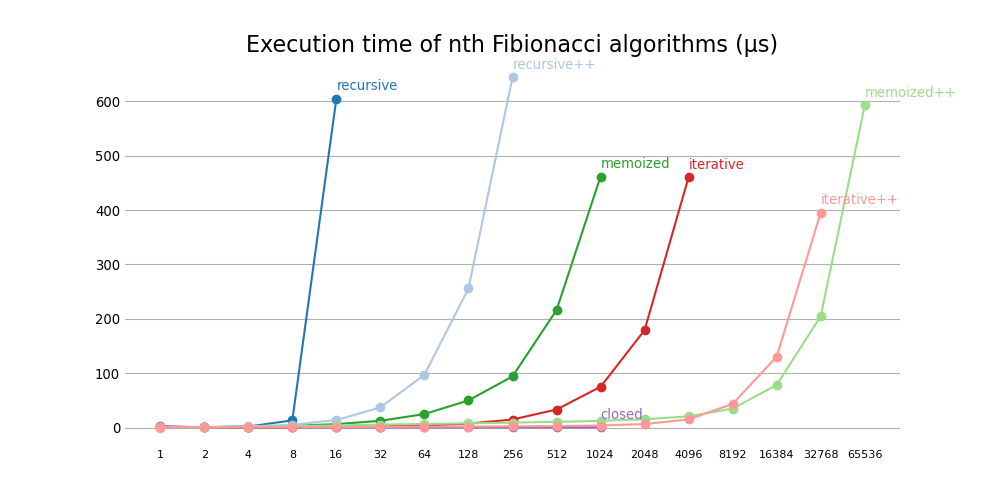 Execution time of nth Fibonacci algorithms (µs)
recursive++
recursive
memoized++
600
500
memoized
iterative
iterative++
400
300
200
100
closed
0
1 2 4 8 16 32 64 128 256 512 1024 2048 4096 8192 16384 32768 65536